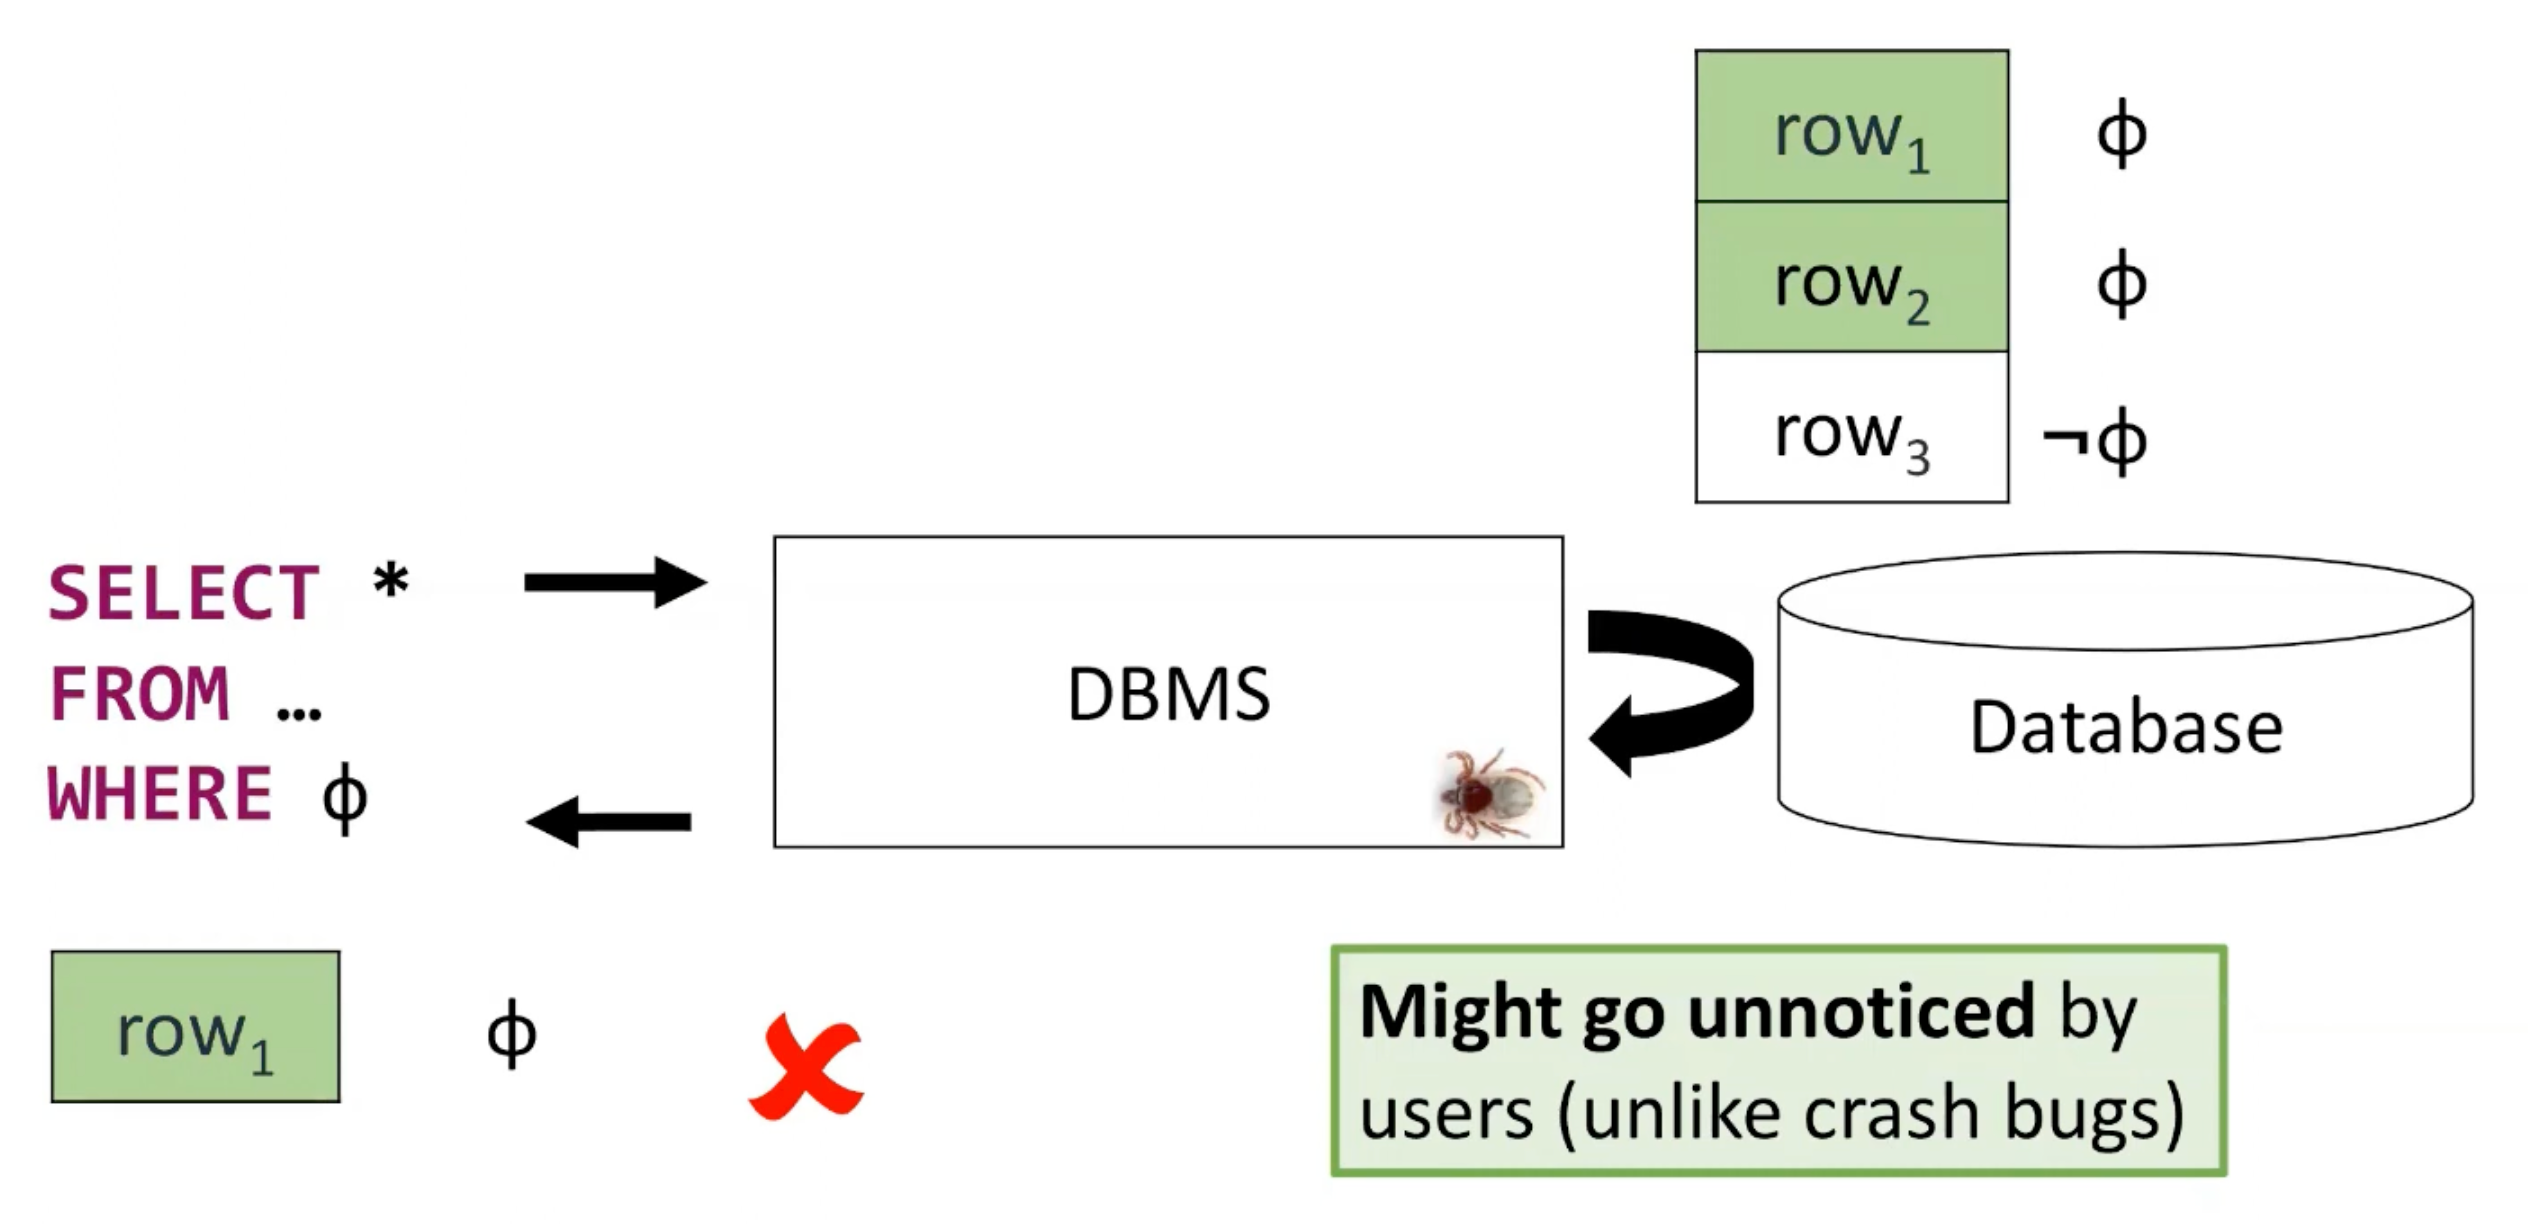 row₁ ϕ
row₂ ϕ
row₃ ¬ϕ
SELECT *
FROM …
WHERE ϕ
DBMS
Database
row₁ ϕ
Might go unnoticed by
users (unlike crash bugs)